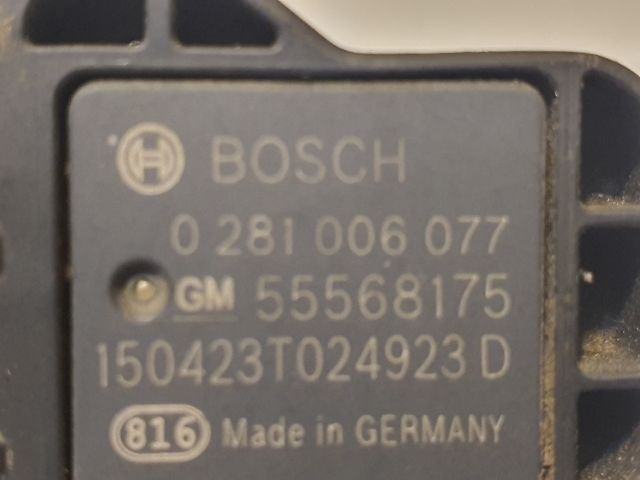 BOSCH
0 281 006 077
GM 55568175
150423T024923 D
816 Made in GERMANY